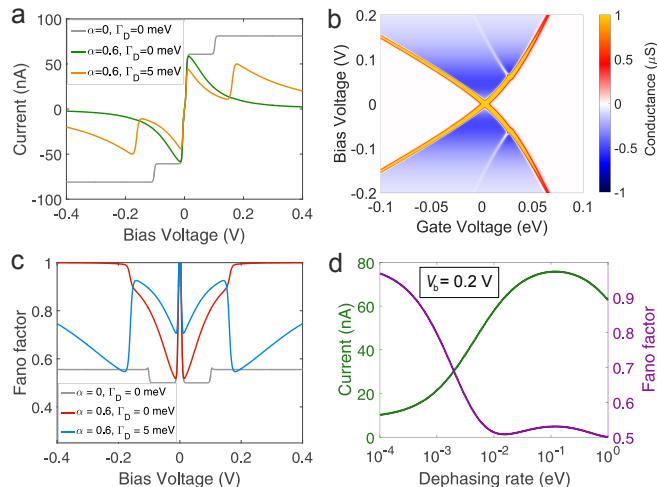 a
100
50
0
-50
-100
Current (nA)
α=0, Γ_D=0 meV
α=0.6, Γ_D=0 meV
α=0.6, Γ_D=5 meV
-0.4 -0.2 0 0.2 0.4
Bias Voltage (V)
b
0.2
0.1
0
-0.1
-0.2
Bias Voltage (V)
-0.1 -0.05 0 0.05 0.1
Gate Voltage (eV)
1
0.5
0
-0.5
-1
Conductance (μS)
c
1
0.8
0.6
0.4
Fano factor
α = 0, Γ_D = 0 meV
α = 0.6, Γ_D = 0 meV
α = 0.6, Γ_D = 5 meV
-0.4 -0.2 0 0.2 0.4
Bias Voltage (V)
d
V_b = 0.2 V
80
60
40
20
0
Current (nA)
0.9
0.8
0.7
0.6
0.5
Fano factor
10⁻⁴ 10⁻³ 10⁻² 10⁻¹ 10⁰
Dephasing rate (eV)